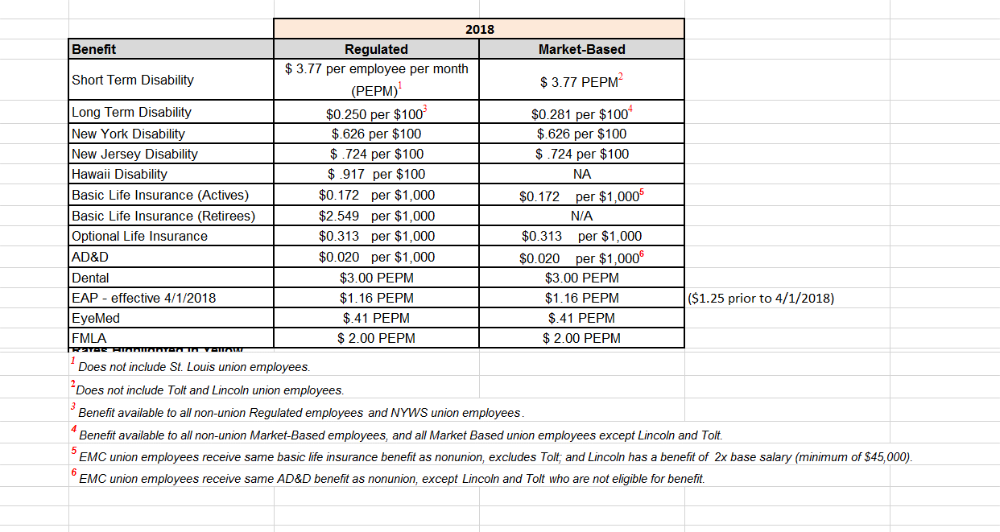 2018
Benefit Regulated Market-Based
Short Term Disability $ 3.77 per employee per month (PEPM)1 $ 3.77 PEPM2
Long Term Disability $0.250 per $1003 $0.281 per $1004
New York Disability $.626 per $100 $.626 per $100
New Jersey Disability $ .724 per $100 $ .724 per $100
Hawaii Disability $ .917 per $100 NA
Basic Life Insurance (Actives) $0.172 per $1,000 $0.172 per $1,0005
Basic Life Insurance (Retirees) $2.549 per $1,000 N/A
Optional Life Insurance $0.313 per $1,000 $0.313 per $1,000
AD&D $0.020 per $1,000 $0.020 per $1,0006
Dental $3.00 PEPM $3.00 PEPM
EAP - effective 4/1/2018 $1.16 PEPM $1.16 PEPM ($1.25 prior to 4/1/2018)
EyeMed $.41 PEPM $.41 PEPM
FMLA $ 2.00 PEPM $ 2.00 PEPM
Rates Highlighted in Yellow
1 Does not include St. Louis union employees.
2 Does not include Tolt and Lincoln union employees.
3 Benefit available to all non-union Regulated employees and NYWS union employees.
4 Benefit available to all non-union Market-Based employees, and all Market Based union employees except Lincoln and Tolt.
5 EMC union employees receive same basic life insurance benefit as nonunion, excludes Tolt; and Lincoln has a benefit of 2x base salary (minimum of $45,000).
6 EMC union employees receive same AD&D benefit as nonunion, except Lincoln and Tolt who are not eligible for benefit.